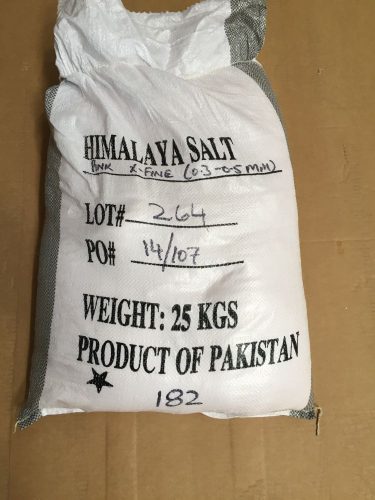 HIMALAYA SALT
PINK X-FINE (0.3-0.5 MM)
LOT# 264
PO# 14/107
WEIGHT: 25 KGS
PRODUCT OF PAKISTAN
182